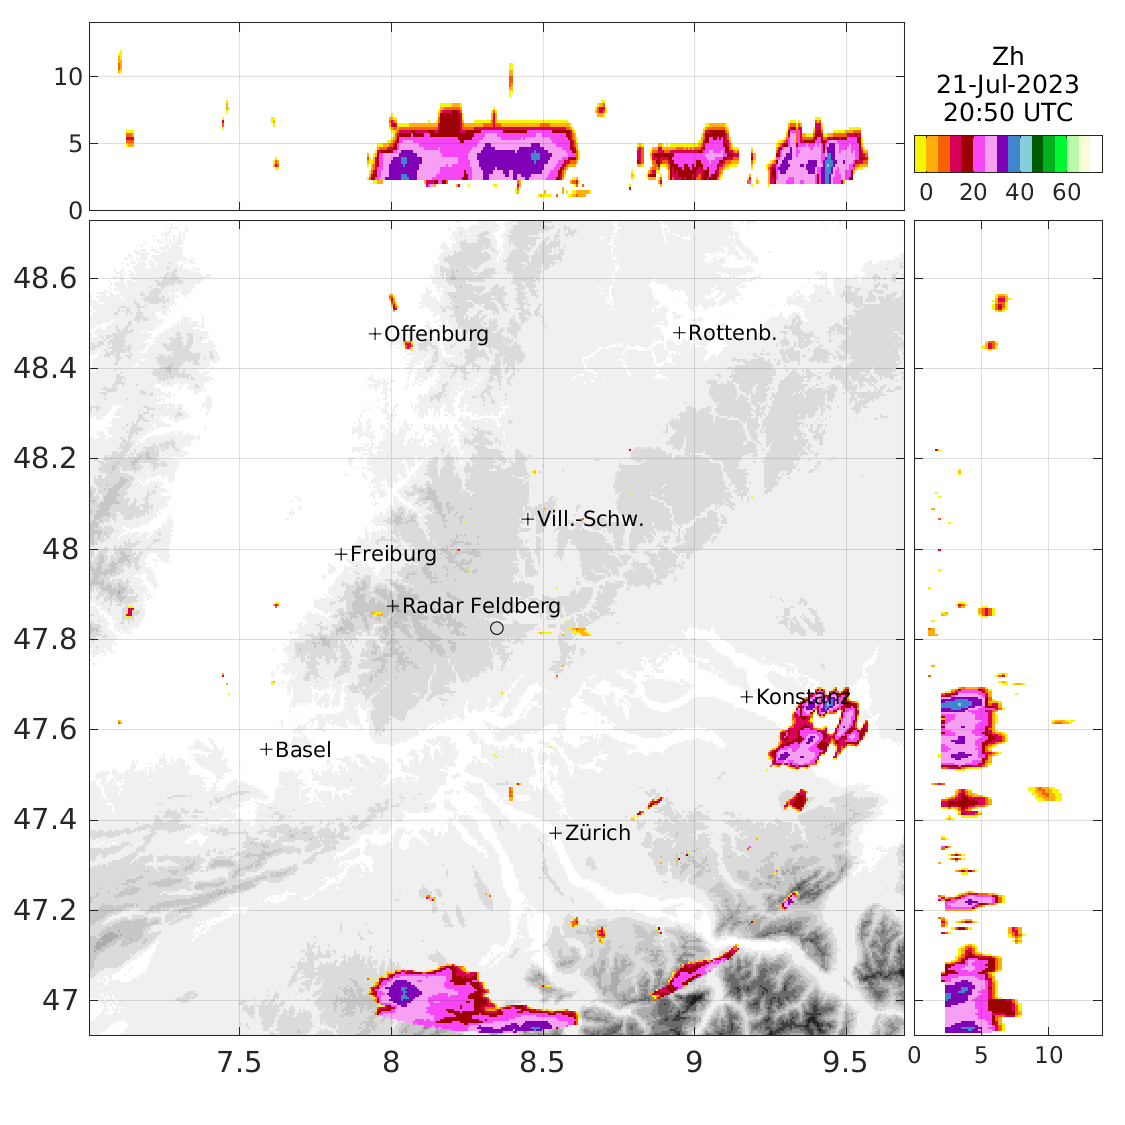 10
5
0
Zh
21-Jul-2023
20:50 UTC
0 20 40 60
48.6
48.4
48.2
48
47.8
47.6
47.4
47.2
47
+Offenburg
+Rottenb.
+Vill.-Schw.
+Freiburg
+Radar Feldberg
+Konstanz
+Basel
+Zürich
7.5 8 8.5 9 9.5
0 5 10